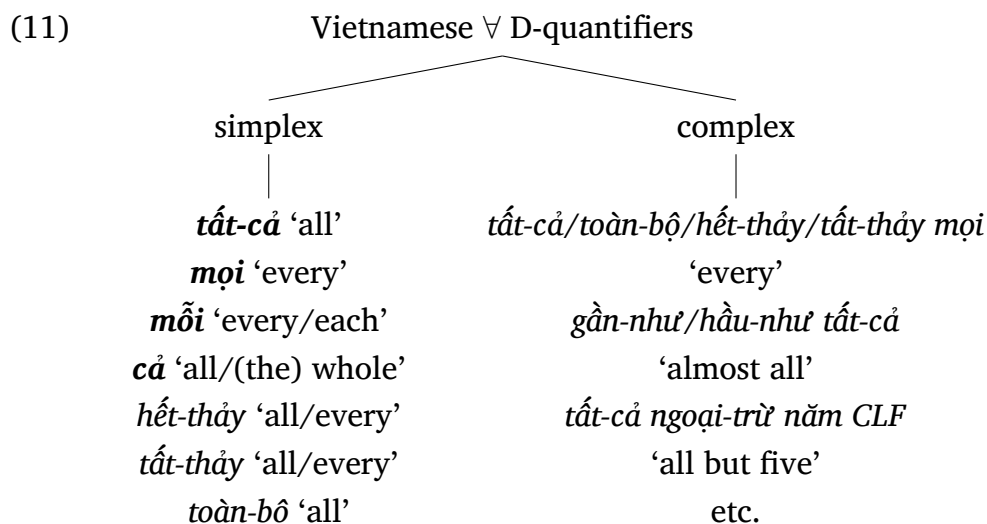 (11) Vietnamese ∀ D-quantifiers
simplex complex
tất-cả ‘all’ tất-cả/toàn-bộ/hết-thảy/tất-thảy mọi
mọi ‘every’ ‘every’
mỗi ‘every/each’ gần-như/hầu-như tất-cả
cả ‘all/(the) whole’ ‘almost all’
hết-thảy ‘all/every’ tất-cả ngoại-trừ năm CLF
tất-thảy ‘all/every’ ‘all but five’
toàn-bô ‘all’ etc.